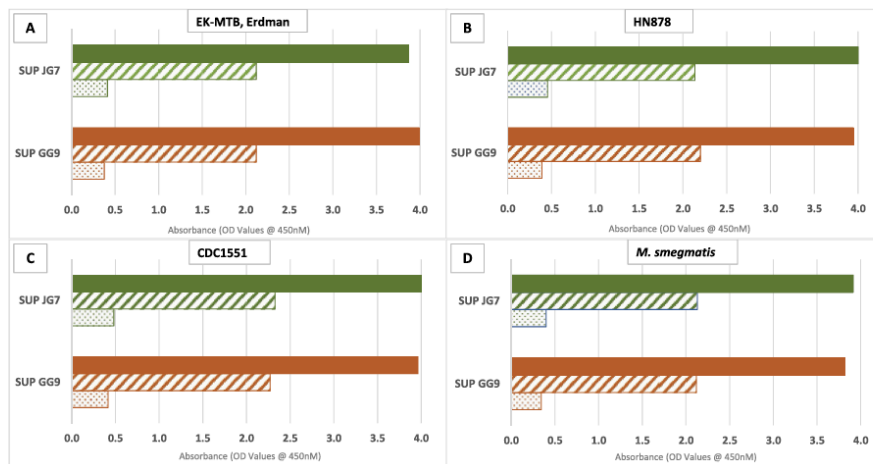 A
EK-MTB, Erdman
SUP JG7
SUP GG9
0.0 0.5 1.0 1.5 2.0 2.5 3.0 3.5 4.0
Absorbance (OD Values @ 450nM)
B
HN878
SUP JG7
SUP GG9
0.0 0.5 1.0 1.5 2.0 2.5 3.0 3.5 4.0
Absorbance (OD Values @ 450nM)
C
CDC1551
SUP JG7
SUP GG9
0.0 0.5 1.0 1.5 2.0 2.5 3.0 3.5 4.0
Absorbance (OD Values @ 450nM)
D
M. smegmatis
SUP JG7
SUP GG9
0.0 0.5 1.0 1.5 2.0 2.5 3.0 3.5 4.0
Absorbance (OD Values @ 450nM)